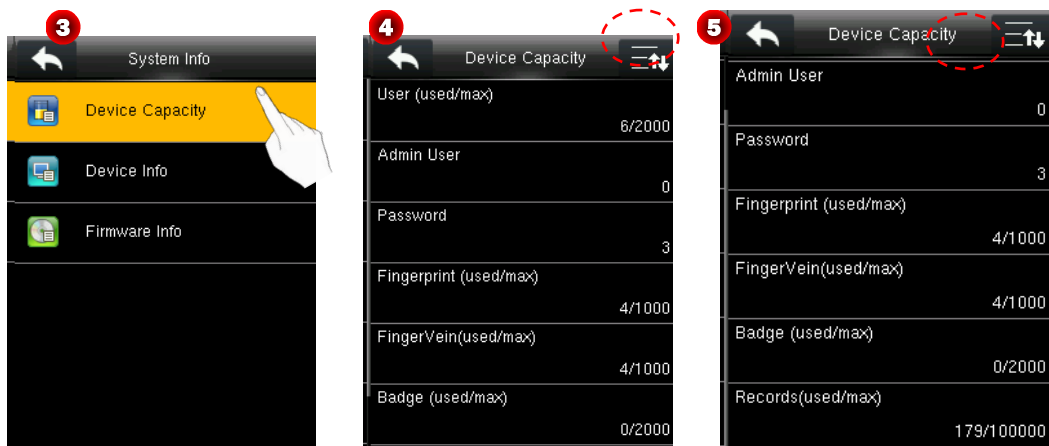 3
System Info
Device Capacity
Device Info
Firmware Info
4
Device Capacity
User (used/max)
6/2000
Admin User
0
Password
3
Fingerprint (used/max)
4/1000
FingerVein(used/max)
4/1000
Badge (used/max)
0/2000
5
Device Capacity
Admin User
0
Password
3
Fingerprint (used/max)
4/1000
FingerVein(used/max)
4/1000
Badge (used/max)
0/2000
Records(used/max)
179/100000